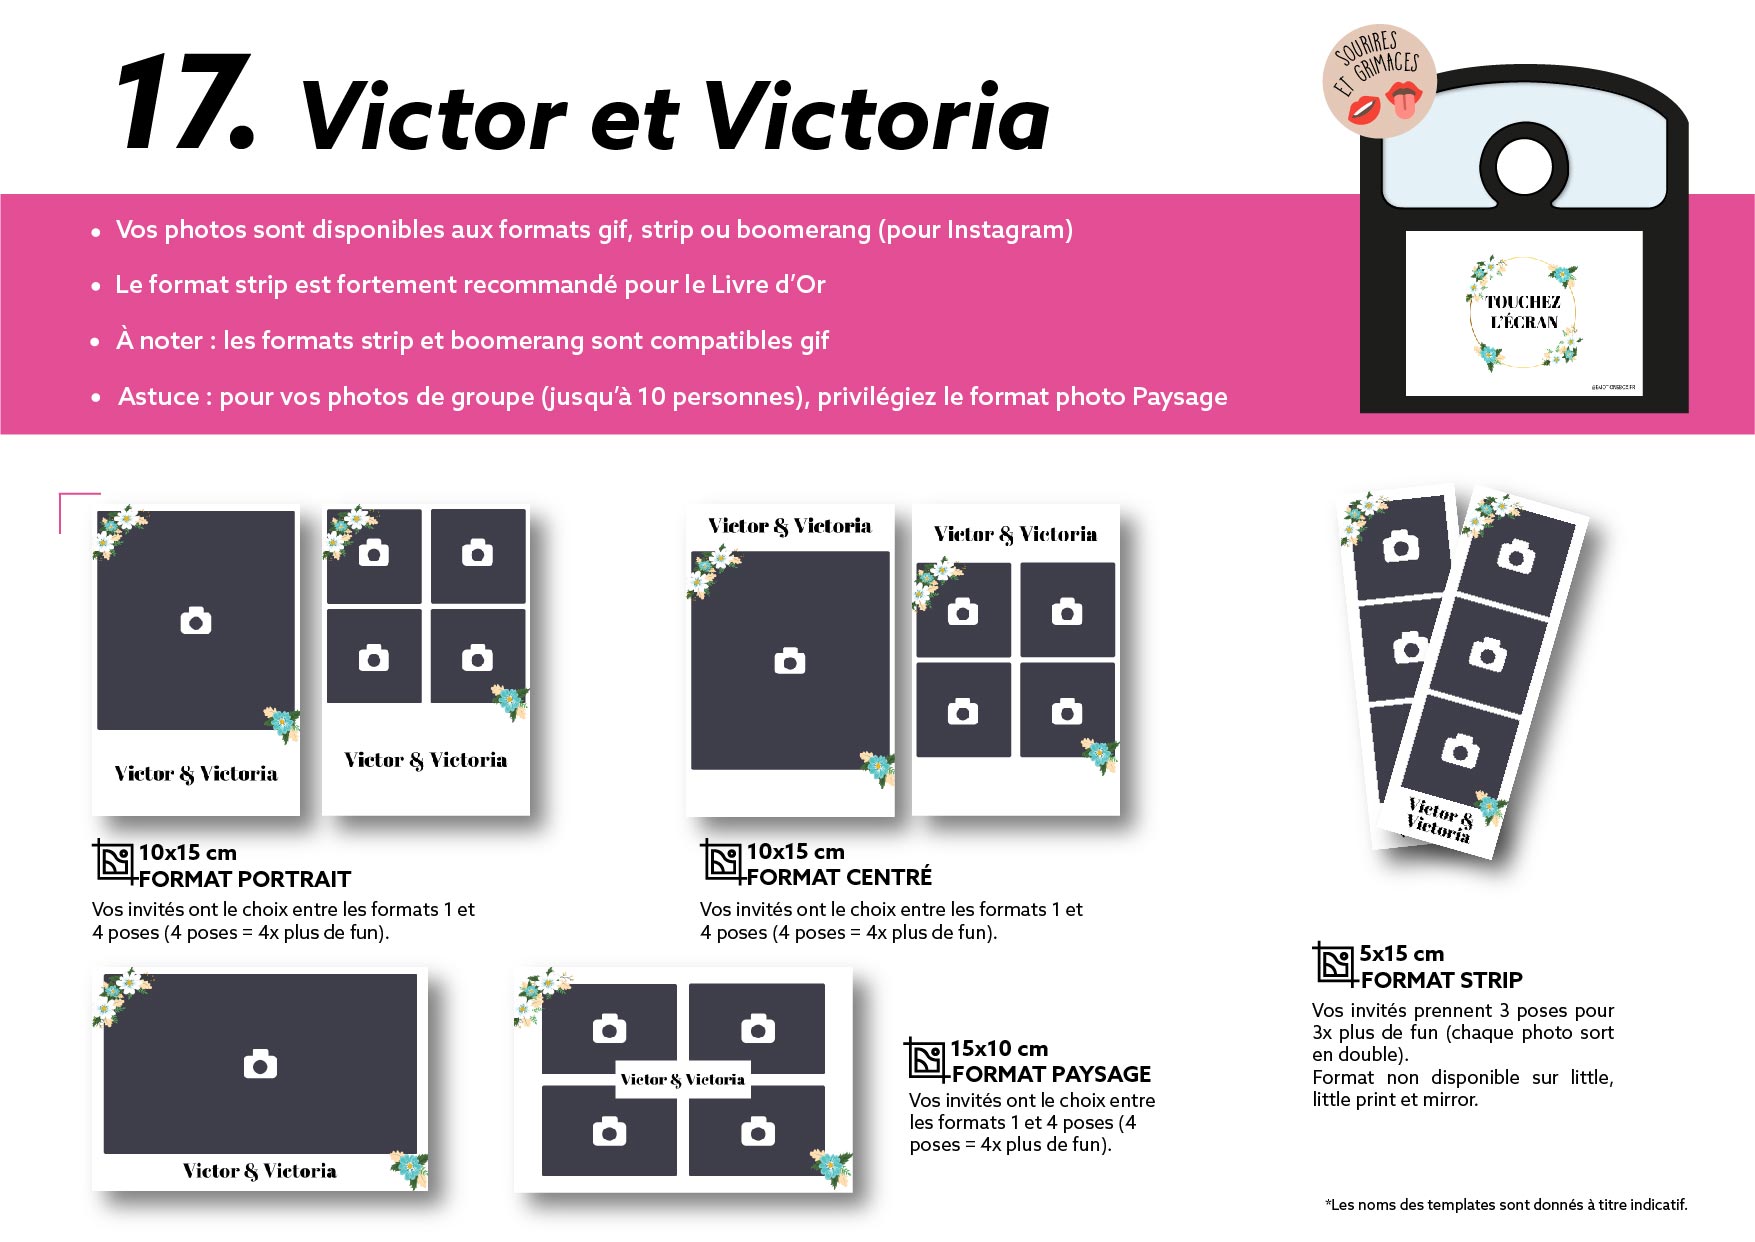 17. Victor et Victoria
SOURIRES
ET GRIMACES
• Vos photos sont disponibles aux formats gif, strip ou boomerang (pour Instagram)
• Le format strip est fortement recommandé pour le Livre d'Or
• À noter : les formats strip et boomerang sont compatibles gif
• Astuce : pour vos photos de groupe (jusqu'à 10 personnes), privilégiez le format photo Paysage
TOUCHEZ
L'ÉCRAN
Victor & Victoria
Victor & Victoria
10x15 cm
FORMAT PORTRAIT
Vos invités ont le choix entre les formats 1 et
4 poses (4 poses = 4x plus de fun).
Victor & Victoria
Victor & Victoria
10x15 cm
FORMAT CENTRÉ
Vos invités ont le choix entre les formats 1 et
4 poses (4 poses = 4x plus de fun).
Victor &
Victoria
5x15 cm
FORMAT STRIP
Vos invités prennent 3 poses pour
3x plus de fun (chaque photo sort
en double).
Format non disponible sur little,
little print et mirror.
Victor & Victoria
Victor & Victoria
15x10 cm
FORMAT PAYSAGE
Vos invités ont le choix entre
les formats 1 et 4 poses (4
poses = 4x plus de fun).
*Les noms des templates sont donnés à titre indicatif.